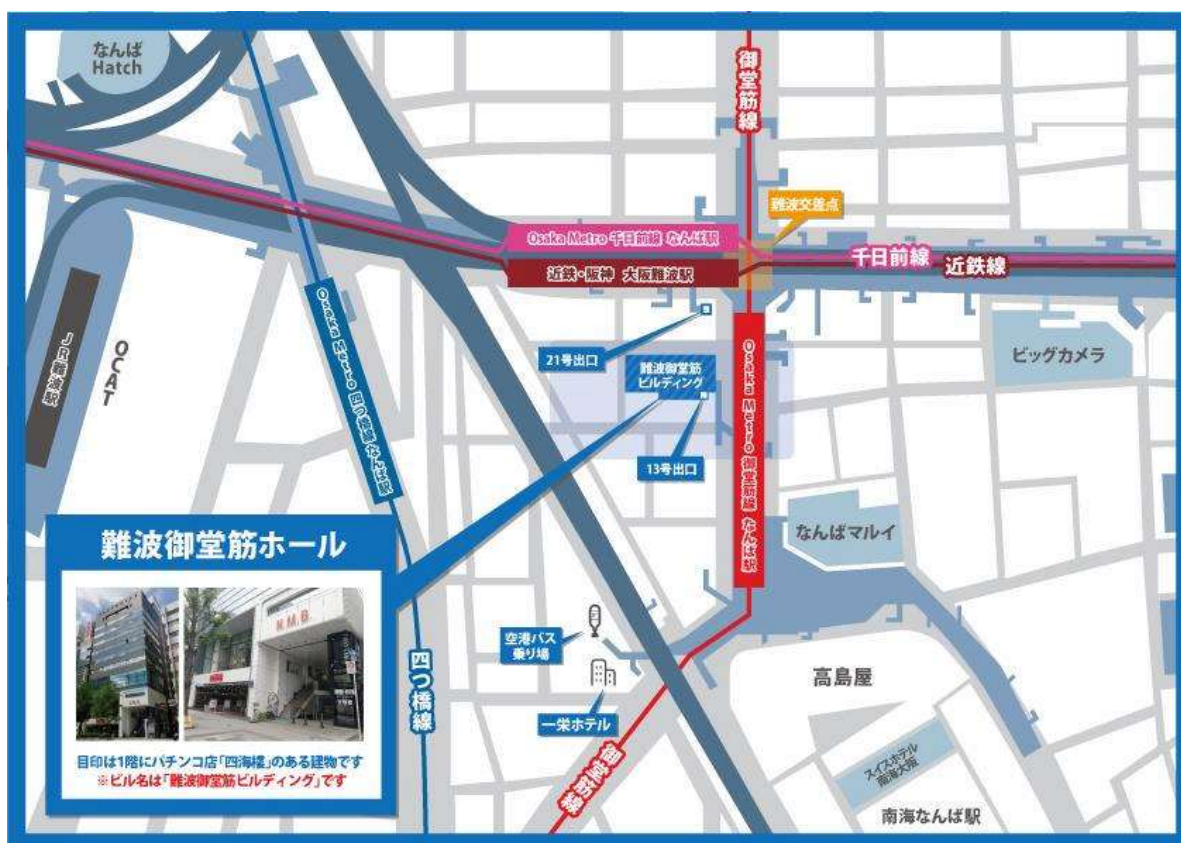 なんば
Hatch
御堂筋線
難波交差点
Osaka Metro 千日前線 なんば駅
千日前線
近鉄・阪神 大阪難波駅
近鉄線
Osaka Metro 四つ橋線 なんば駅
OCAT
JR難波駅
21号出口
難波御堂筋
ビルディング
Osaka Metro 御堂筋線 なんば駅
ビッグカメラ
13号出口
なんばマルイ
難波御堂筋ホール
N.M.B.
目印は1階にパチンコ店「四海樓」のある建物です
※ビル名は「難波御堂筋ビルディング」です
四つ橋線
空港バス
乗り場
一栄ホテル
御堂筋線
高島屋
スイスホテル
南海大阪
南海なんば駅